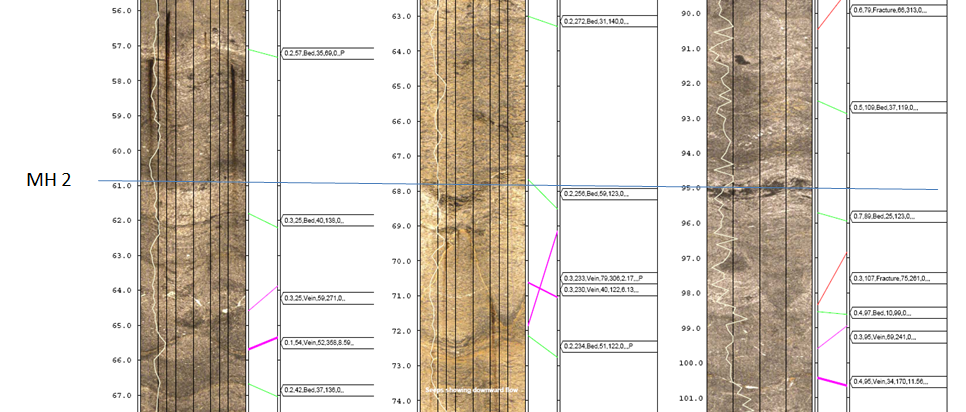 56.0
57.0
0.2,57,Bed,35,69,0,,,P
58.0
59.0
60.0
MH 2
61.0
62.0
0.3,25,Bed,40,138,0,,,
63.0
64.0
0.3,25,Vein,59,271,0,,,
65.0
0.1,54,Vein,52,358,8.59,,
66.0
67.0
0.2,42,Bed,37,136,0,,,
63.0
0.2,272,Bed,31,140,0,,,
64.0
65.0
66.0
67.0
68.0
0.2,256,Bed,59,123,0,,,
69.0
70.0
0.3,233,Vein,79,306,2.17,,,P
0.3,230,Vein,40,122,6.13,,,
71.0
72.0
0.2,234,Bed,51,122,0,,,P
73.0
showing downward flow
74.0
0.6,79,Fracture,66,313,0,,,
90.0
91.0
92.0
0.5,109,Bed,37,119,0,,,
93.0
94.0
95.0
0.7,89,Bed,25,123,0,,,
96.0
97.0
0.3,107,Fracture,75,261,0,,,
98.0
0.4,97,Bed,10,99,0,,,
99.0
0.3,95,Vein,69,241,0,,,
100.0
0.4,95,Vein,34,170,11.56,,,
101.0